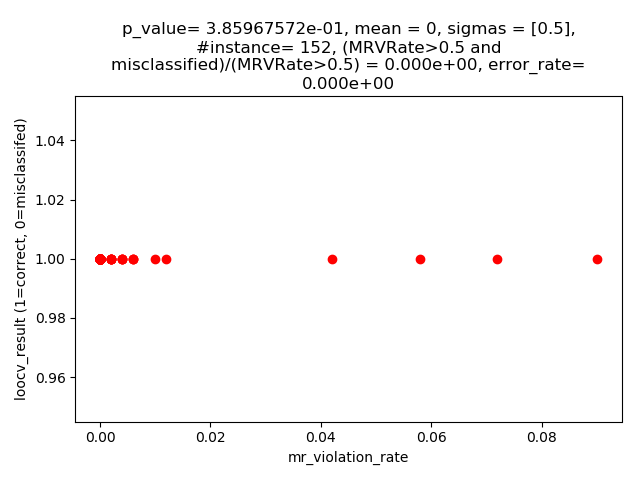 p_value= 3.85967572e-01, mean = 0, sigmas = [0.5],
#instance= 152, (MRVRate>0.5 and
misclassified)/(MRVRate>0.5) = 0.000e+00, error_rate=
0.000e+00
loocv_result (1=correct, 0=misclassifed)
1.04
1.02
1.00
0.98
0.96
0.00
0.02
0.04
0.06
0.08
mr_violation_rate